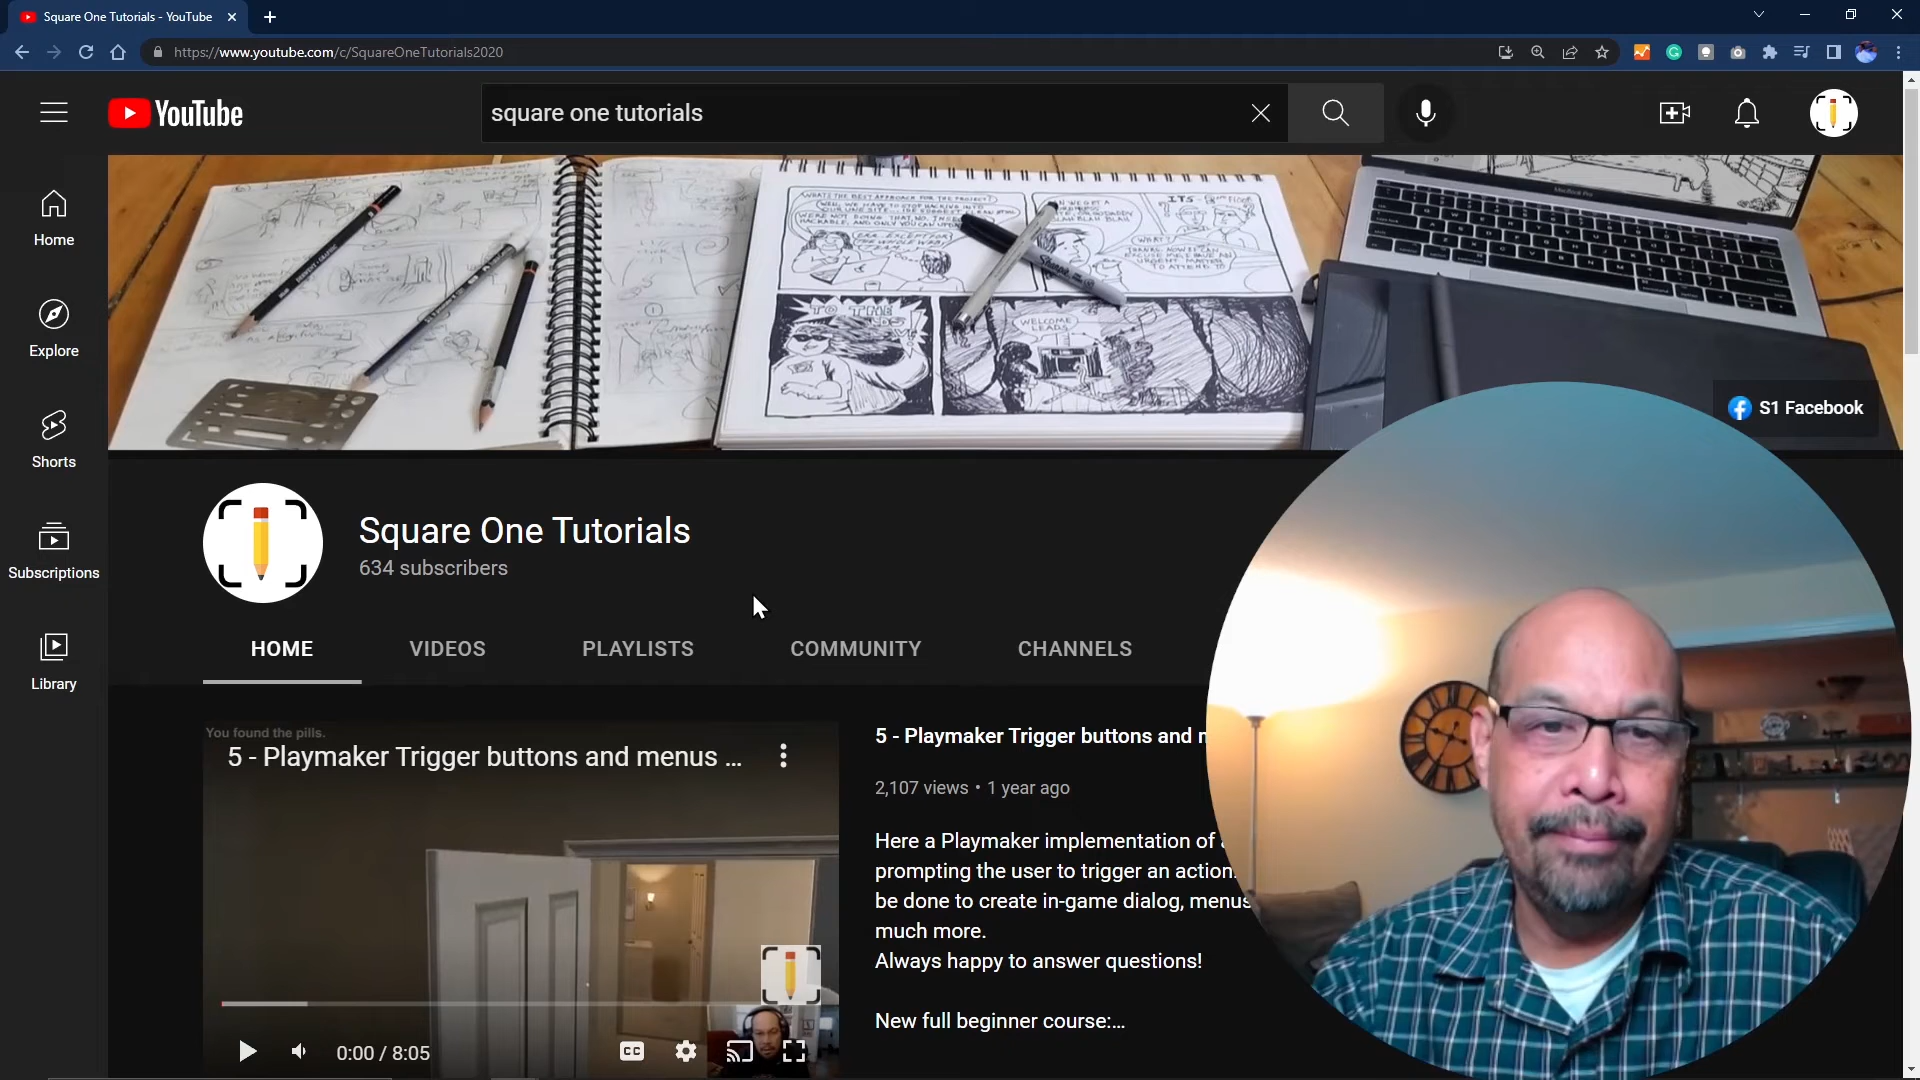 Square One Tutorials - YouTube
https://www.youtube.com/c/SquareOneTutorials2020
YouTube
square one tutorials
Home
Explore
Shorts
Subscriptions
Library
WELCOME
TO THE
S1 Facebook
Square One Tutorials
634 subscribers
HOME
VIDEOS
PLAYLISTS
COMMUNITY
CHANNELS
You found the pills.
5 - Playmaker Trigger buttons and menus ...
CC
0:00 / 8:05
5 - Playmaker Trigger buttons and
2,107 views • 1 year ago
Here a Playmaker implementation of
prompting the user to trigger an action.
be done to create in-game dialog, menus
much more.
Always happy to answer questions!
New full beginner course:...